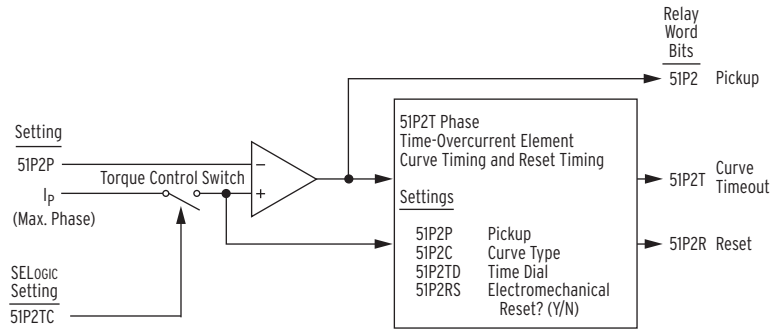 Relay
Word
Bits
51P2 Pickup
Setting
51P2P
−
Torque Control Switch
IP
+
(Max. Phase)
SELOGIC
Setting
51P2TC
51P2T Phase
Time-Overcurrent Element
Curve Timing and Reset Timing
Settings
51P2P Pickup
51P2C Curve Type
51P2TD Time Dial
51P2RS Electromechanical
Reset? (Y/N)
51P2T Curve
Timeout
51P2R Reset